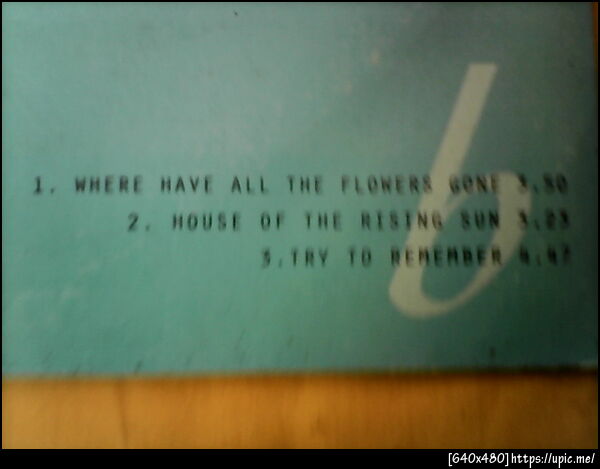 b
1. WHERE HAVE ALL THE FLOWERS GONE 3.50
2. HOUSE OF THE RISING SUN 3.23
3.TRY TO REMEMBER 4.47
[640x480]https://upic.me/